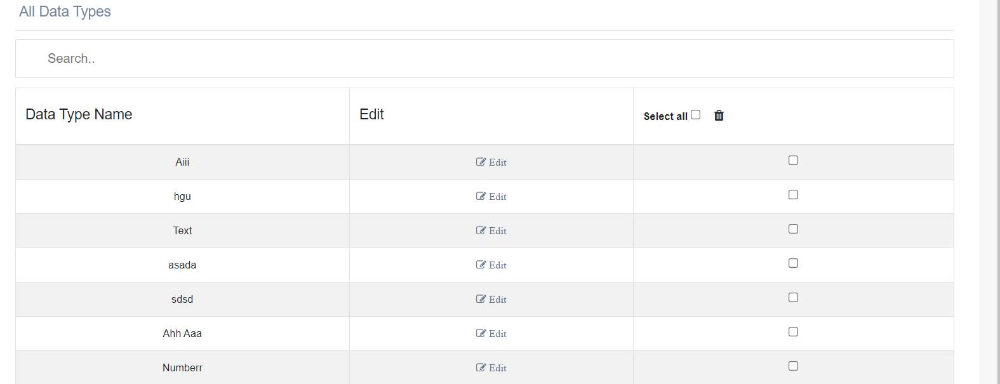 All Data Types
Search..
Data Type Name Edit Select all
Aiii Edit
hgu Edit
Text Edit
asada Edit
sdsd Edit
Ahh Aaa Edit
Numberr Edit